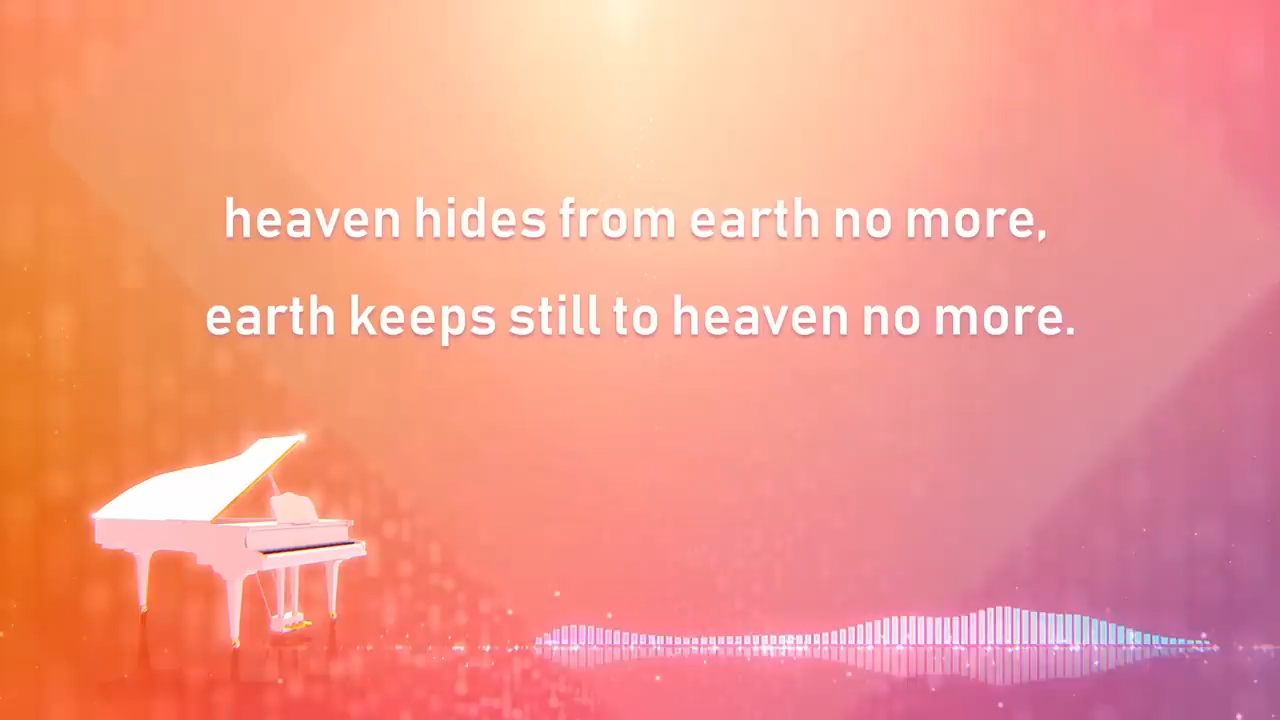 heaven hides from earth no more,
earth keeps still to heaven no more.